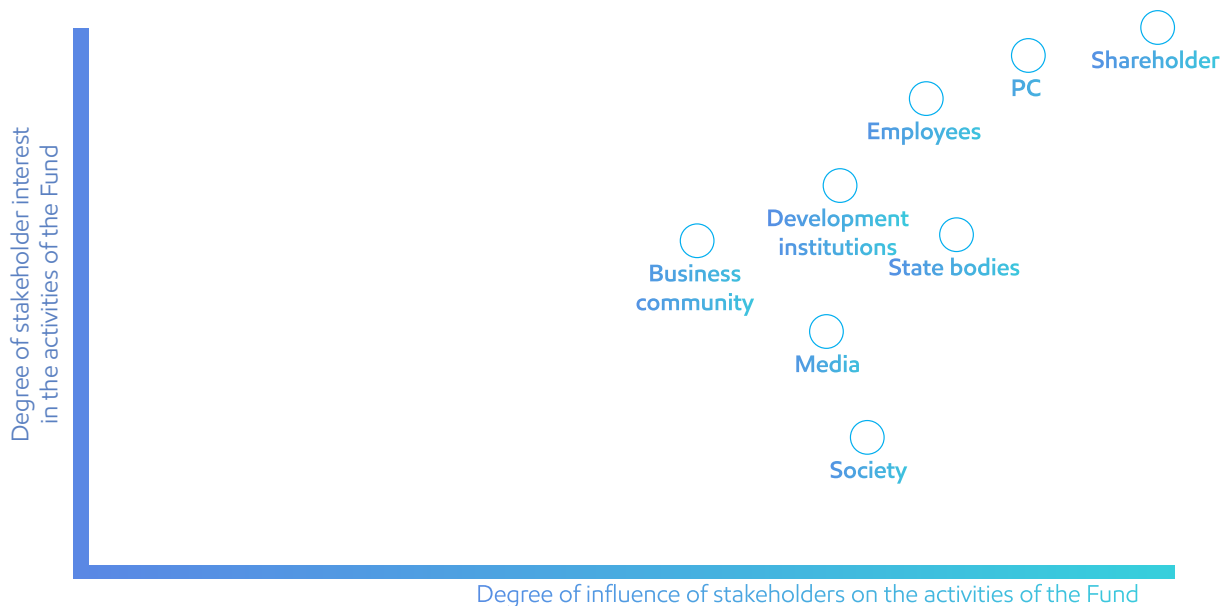 Degree of stakeholder interest
in the activities of the Fund
Shareholder
PC
Employees
Development
institutions
State bodies
Business
community
Media
Society
Degree of influence of stakeholders on the activities of the Fund